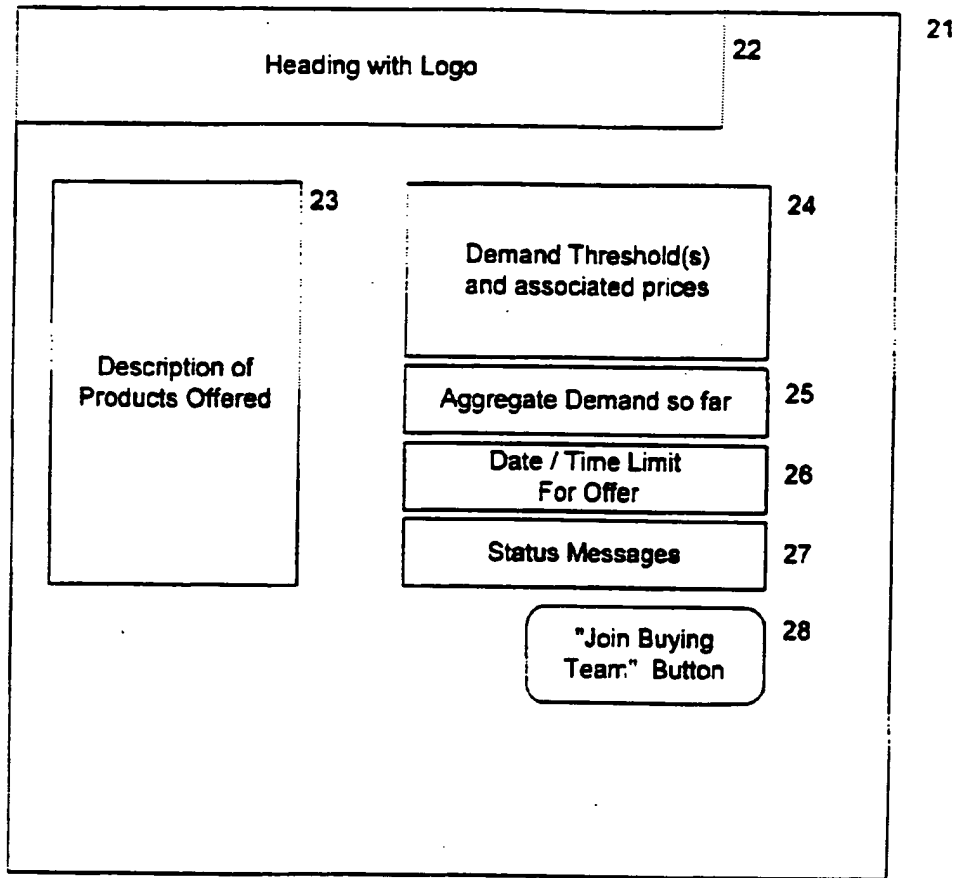 21
22
Heading with Logo
23
Description of
Products Offered
24
Demand Threshold(s)
and associated prices
25
Aggregate Demand so far
26
Date / Time Limit
For Offer
27
Status Messages
28
"Join Buying
Team" Button